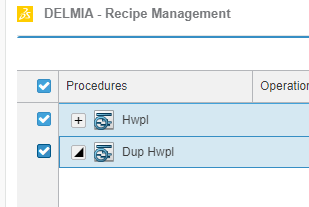 DELMIA - Recipe Management
Procedures Operation
Hwpl
Dup Hwpl